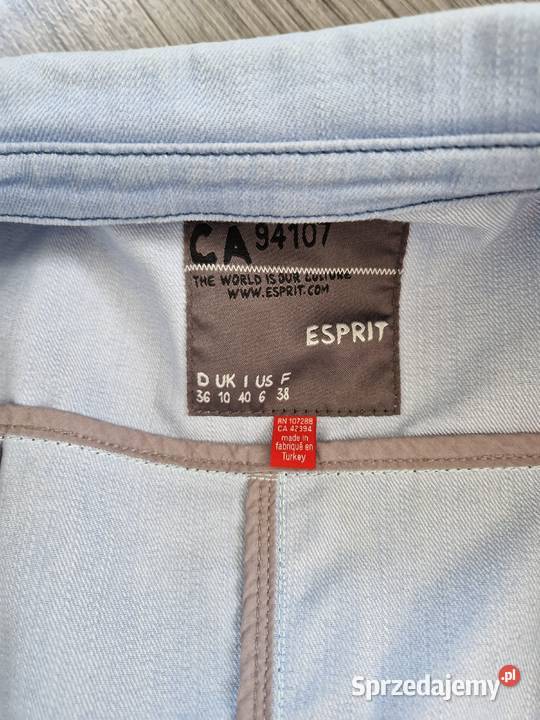 CA 94107
THE WORLD IS OUR CULTURE
WWW.ESPRIT.COM
ESPRIT
D UK I US F
36 10 40 6 38
RN 107288
CA 42394
made in
fabriqué en
Turkey
Sprzedajemy.pl